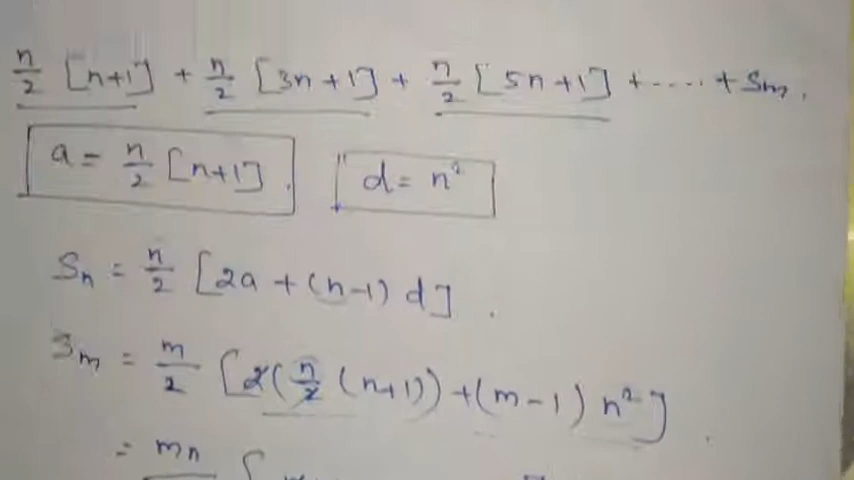 n/2 [n+1] + n/2 [3n+1] + n/2 [5n+1] + ..... + Sm.
a = n/2 [n+1]. d = n²
Sn = n/2 [2a + (n-1) d].
Sm = m/2 [2(n/2 (n+1)) + (m-1) n²].
= mn [